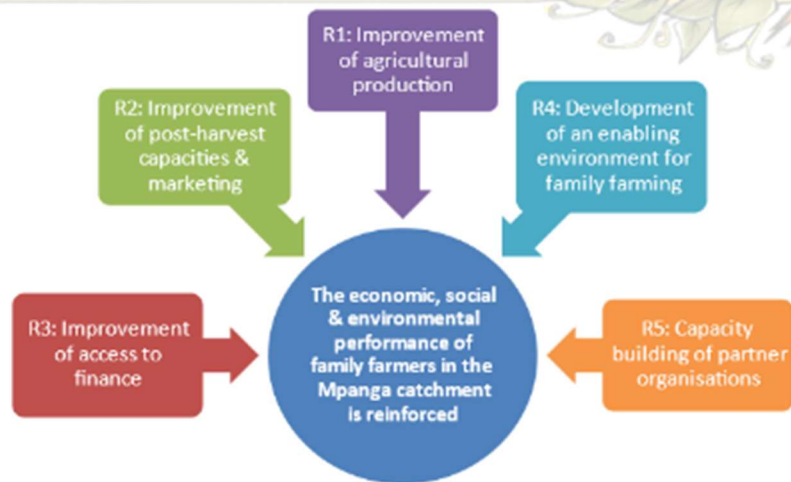 R1: Improvement
of agricultural
production
R2: Improvement
of post-harvest
capacities &
marketing
R4: Development
of an enabling
environment for
family farming
R3: Improvement
of access to
finance
The economic, social
& environmental
performance of
family farmers in the
Mpanga catchment
is reinforced
R5: Capacity
building of partner
organisations